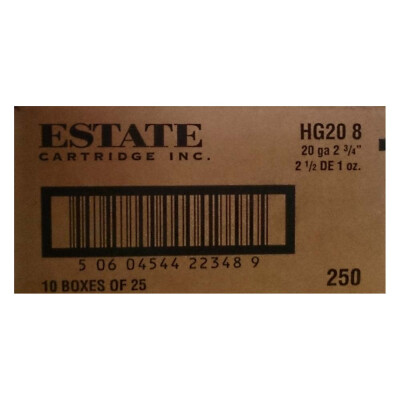 ESTATE
CARTRIDGE INC.
HG20 8
20 ga 2 3/4"
2 1/2 DE 1 oz.
5 06 04544 22348 9
10 BOXES OF 25
250